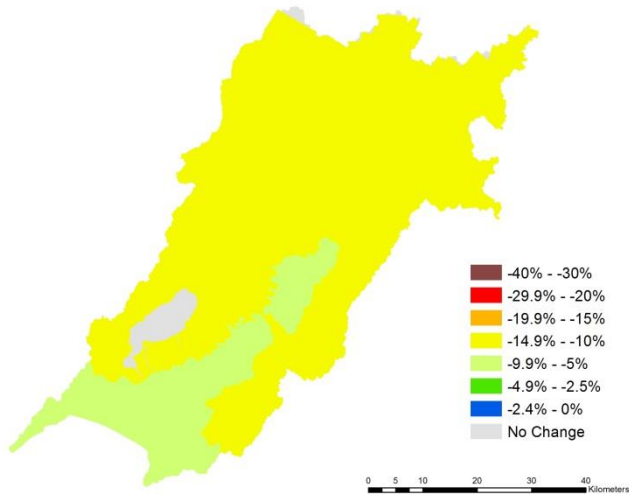 -40% - -30%
-29.9% - -20%
-19.9% - -15%
-14.9% - -10%
-9.9% - -5%
-4.9% - -2.5%
-2.4% - 0%
No Change
0 10 20 30 40
Kilometers